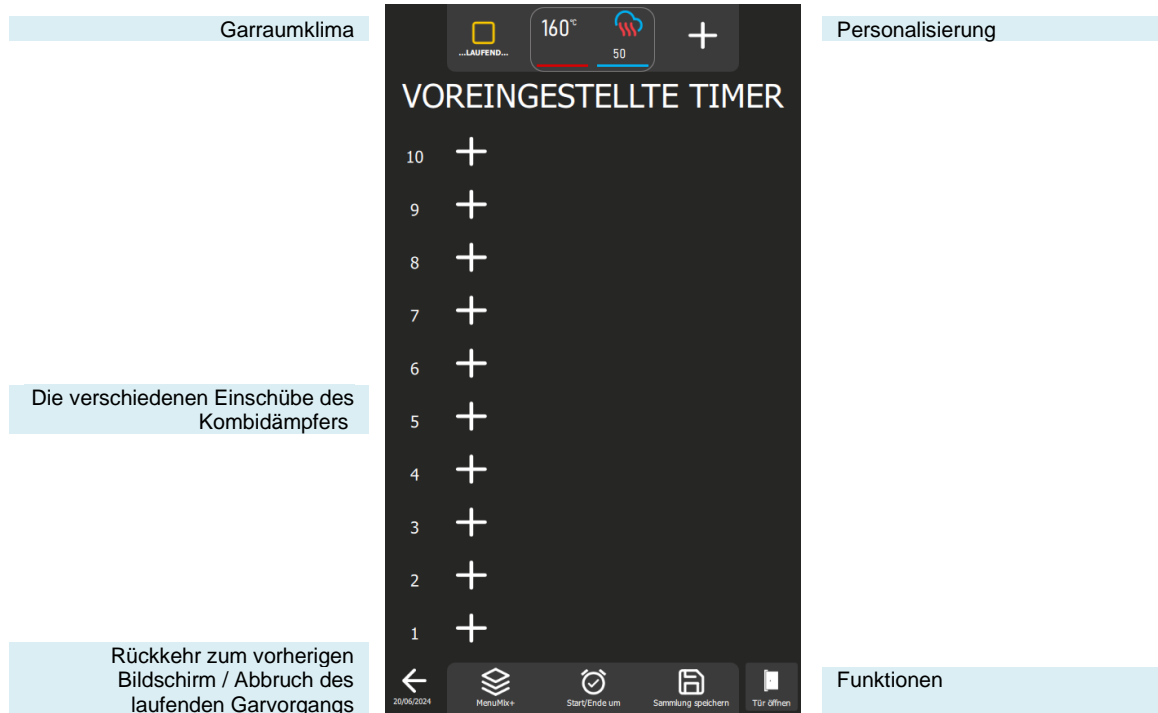 Garraumklima
Personalisierung
160°C
...LAUFEND...
50
VOREINGESTELLTE TIMER
10
9
8
7
6
Die verschiedenen Einschübe des
Kombidämpfers
5
4
3
2
1
Rückkehr zum vorherigen
Bildschirm / Abbruch des
laufenden Garvorgangs
Funktionen
20/06/2024
MenuMix+
Start/Ende um
Sammlung speichern
Tür öffnen